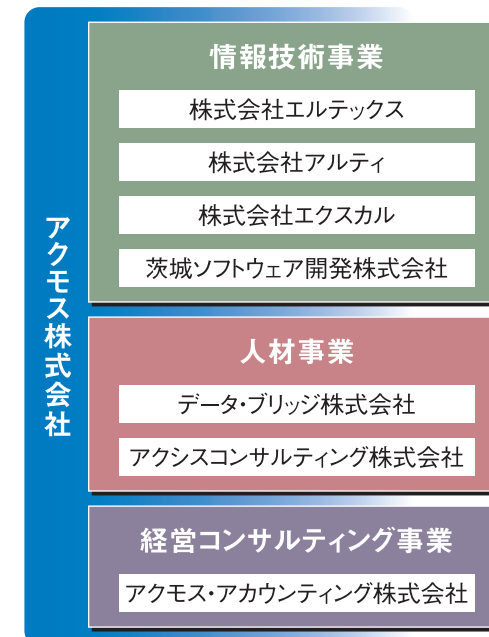 アクモス株式会社
情報技術事業
株式会社エルテックス
株式会社アルティ
株式会社エクスカル
茨城ソフトウェア開発株式会社
人材事業
データ・ブリッジ株式会社
アクシスコンサルティング株式会社
経営コンサルティング事業
アクモス・アカウンティング株式会社